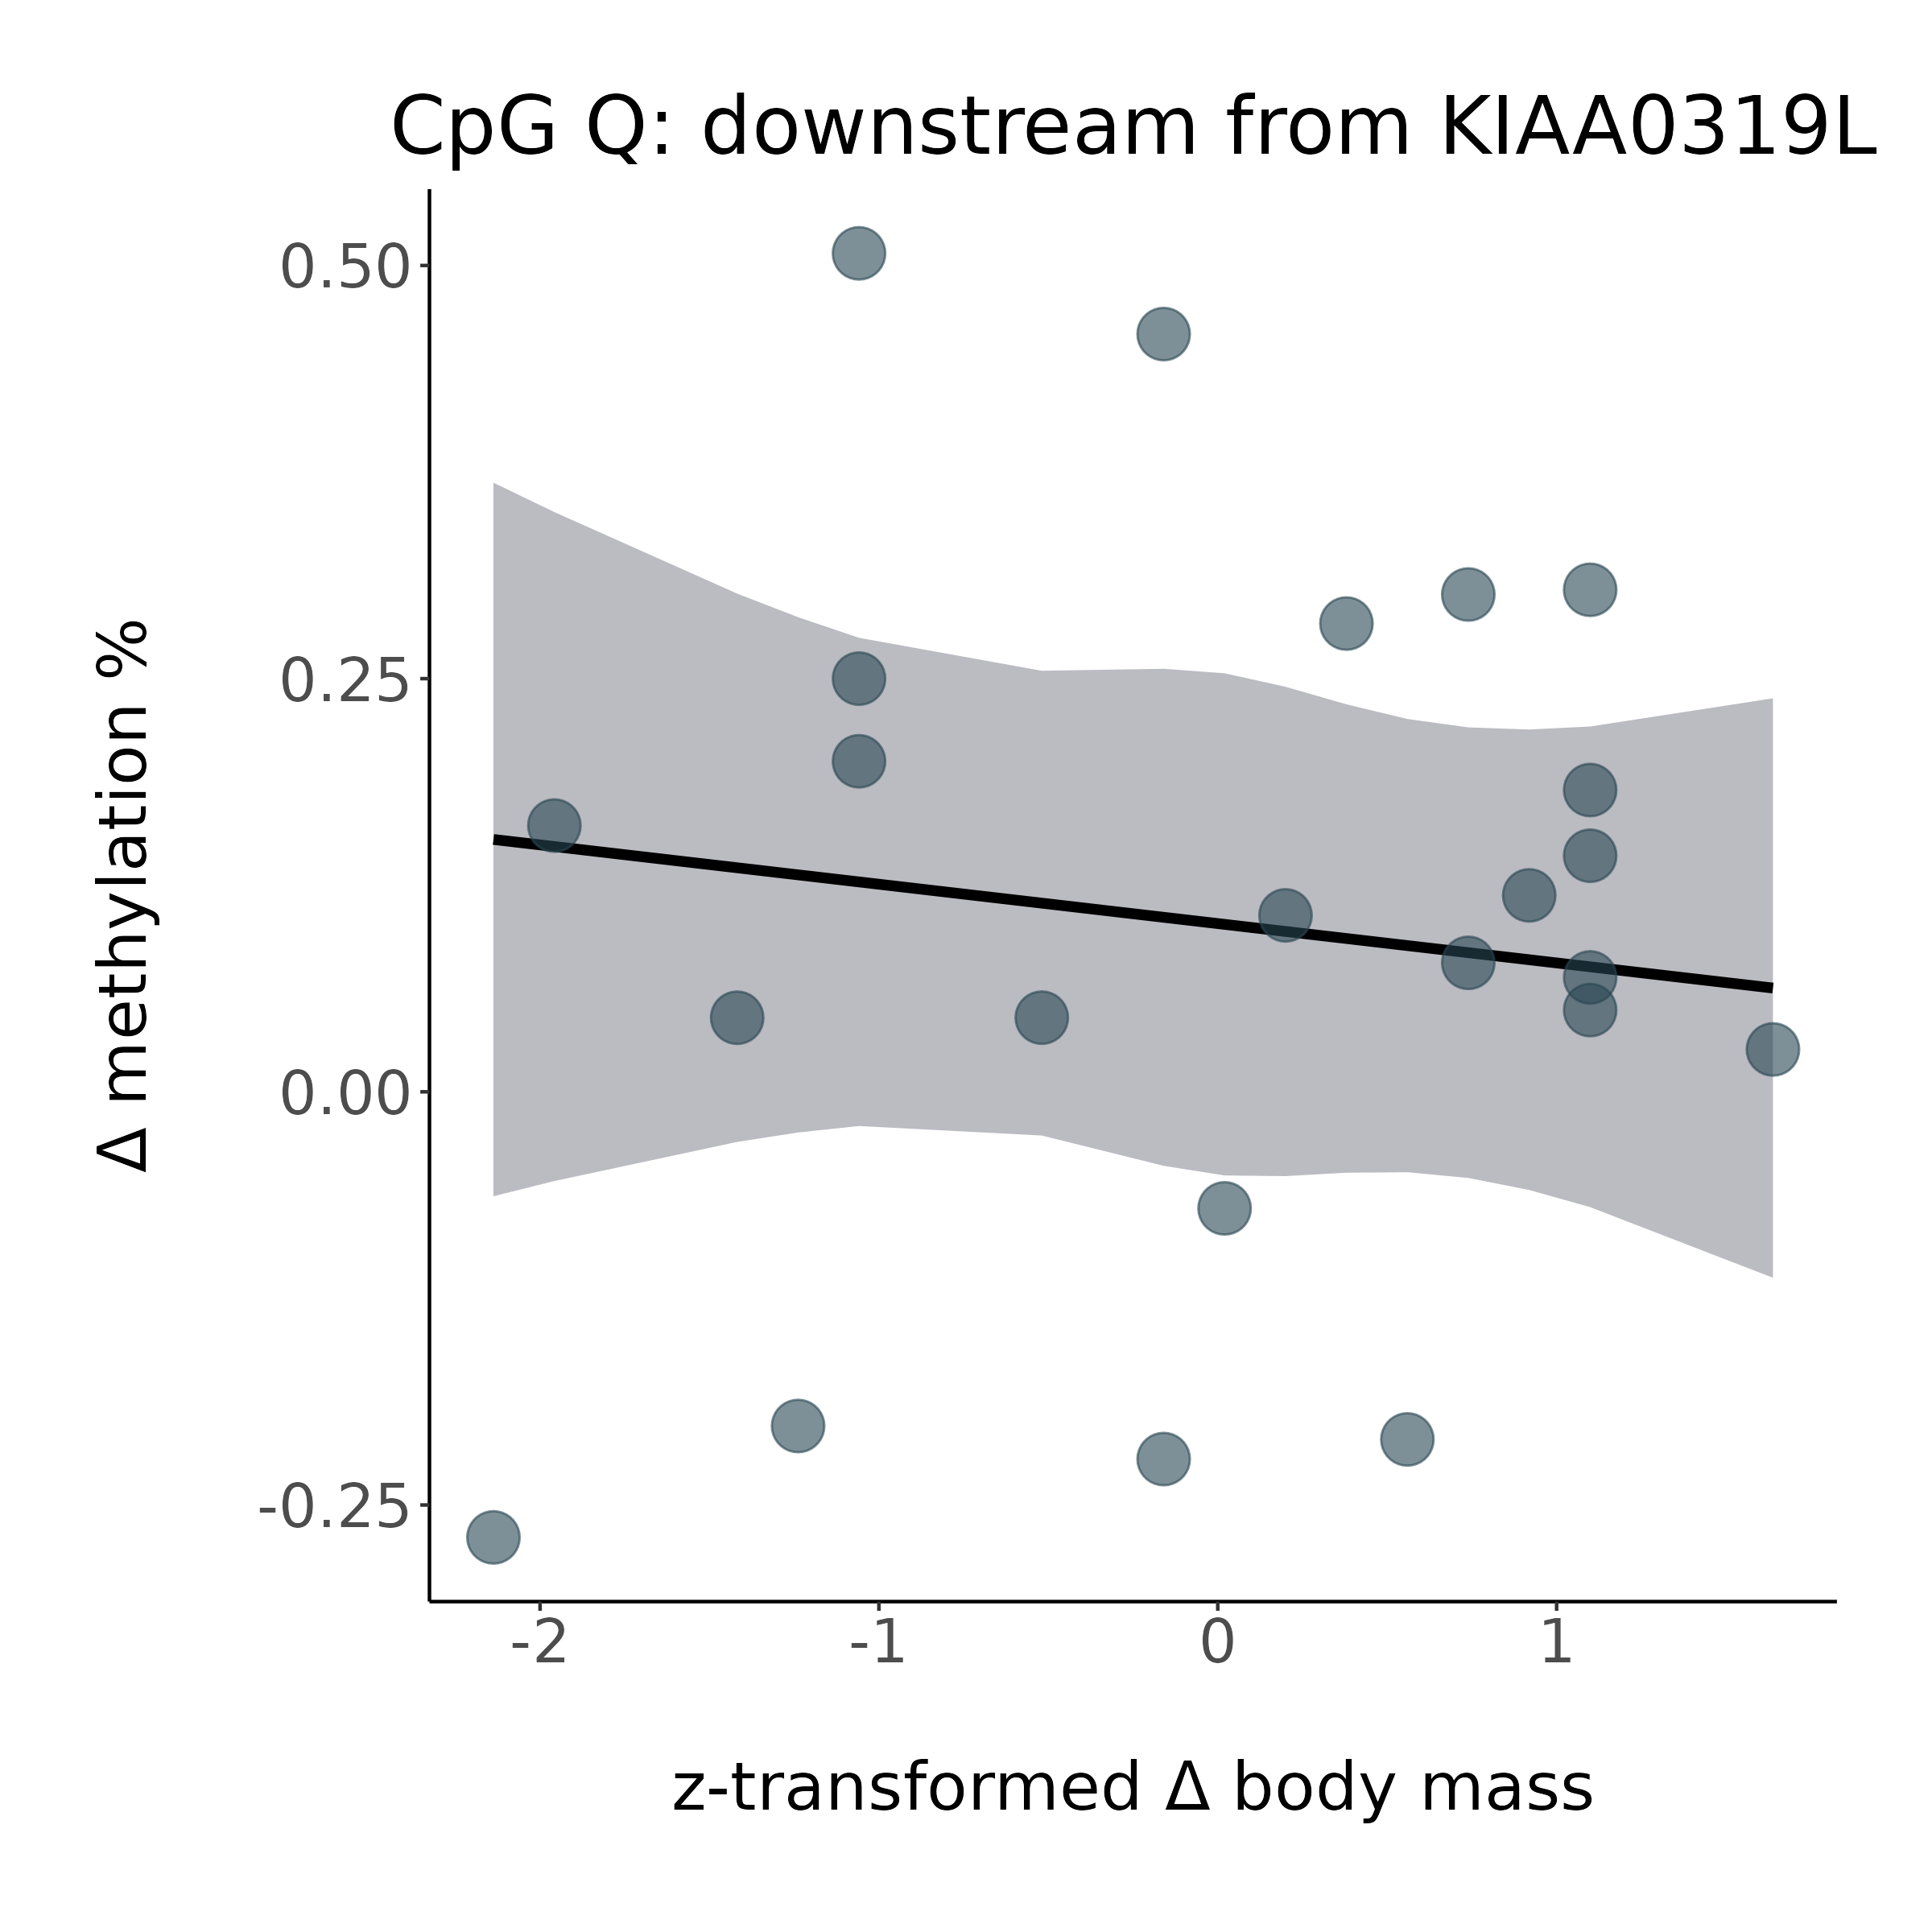 CpG Q: downstream from KIAA0319L
Δ methylation %
0.50
0.25
0.00
-0.25
-2 -1 0 1
z-transformed Δ body mass